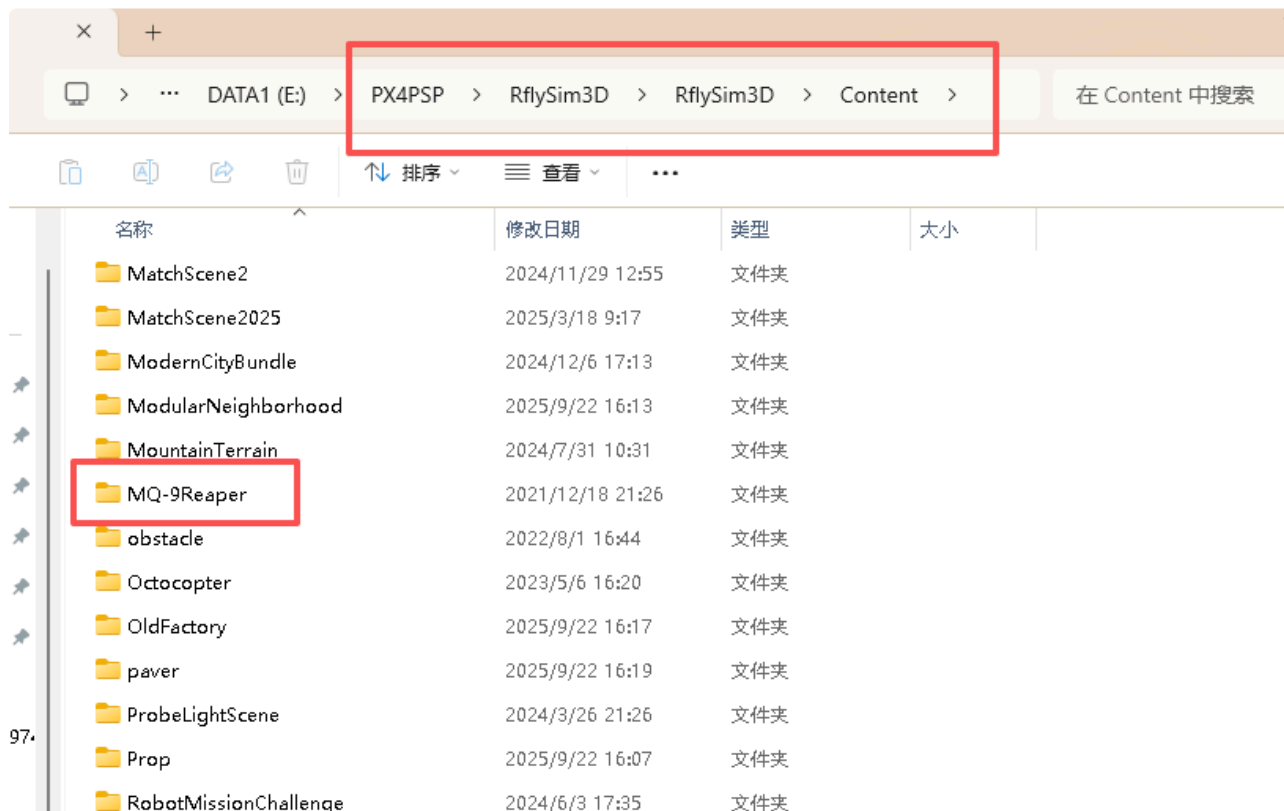 DATA1 (E:) > PX4PSP > RflySim3D > RflySim3D > Content > 在 Content 中搜索
排序 查看
名称 修改日期 类型 大小
MatchScene2 2024/11/29 12:55 文件夹
MatchScene2025 2025/3/18 9:17 文件夹
ModernCityBundle 2024/12/6 17:13 文件夹
ModularNeighborhood 2025/9/22 16:13 文件夹
MountainTerrain 2024/7/31 10:31 文件夹
MQ-9Reaper 2021/12/18 21:26 文件夹
obstacle 2022/8/1 16:44 文件夹
Octocopter 2023/5/6 16:20 文件夹
OldFactory 2025/9/22 16:17 文件夹
paver 2025/9/22 16:19 文件夹
ProbeLightScene 2024/3/26 21:26 文件夹
97
Prop 2025/9/22 16:07 文件夹
RobotMissionChallenge 2024/6/3 17:35 文件夹